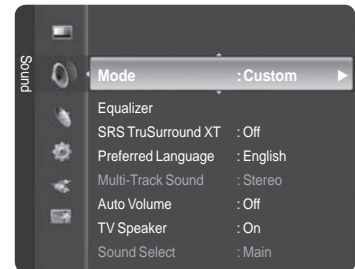 Sound
Mode : Custom
Equalizer
SRS TruSurround XT : Off
Preferred Language : English
Multi-Track Sound : Stereo
Auto Volume : Off
TV Speaker : On
Sound Select : Main